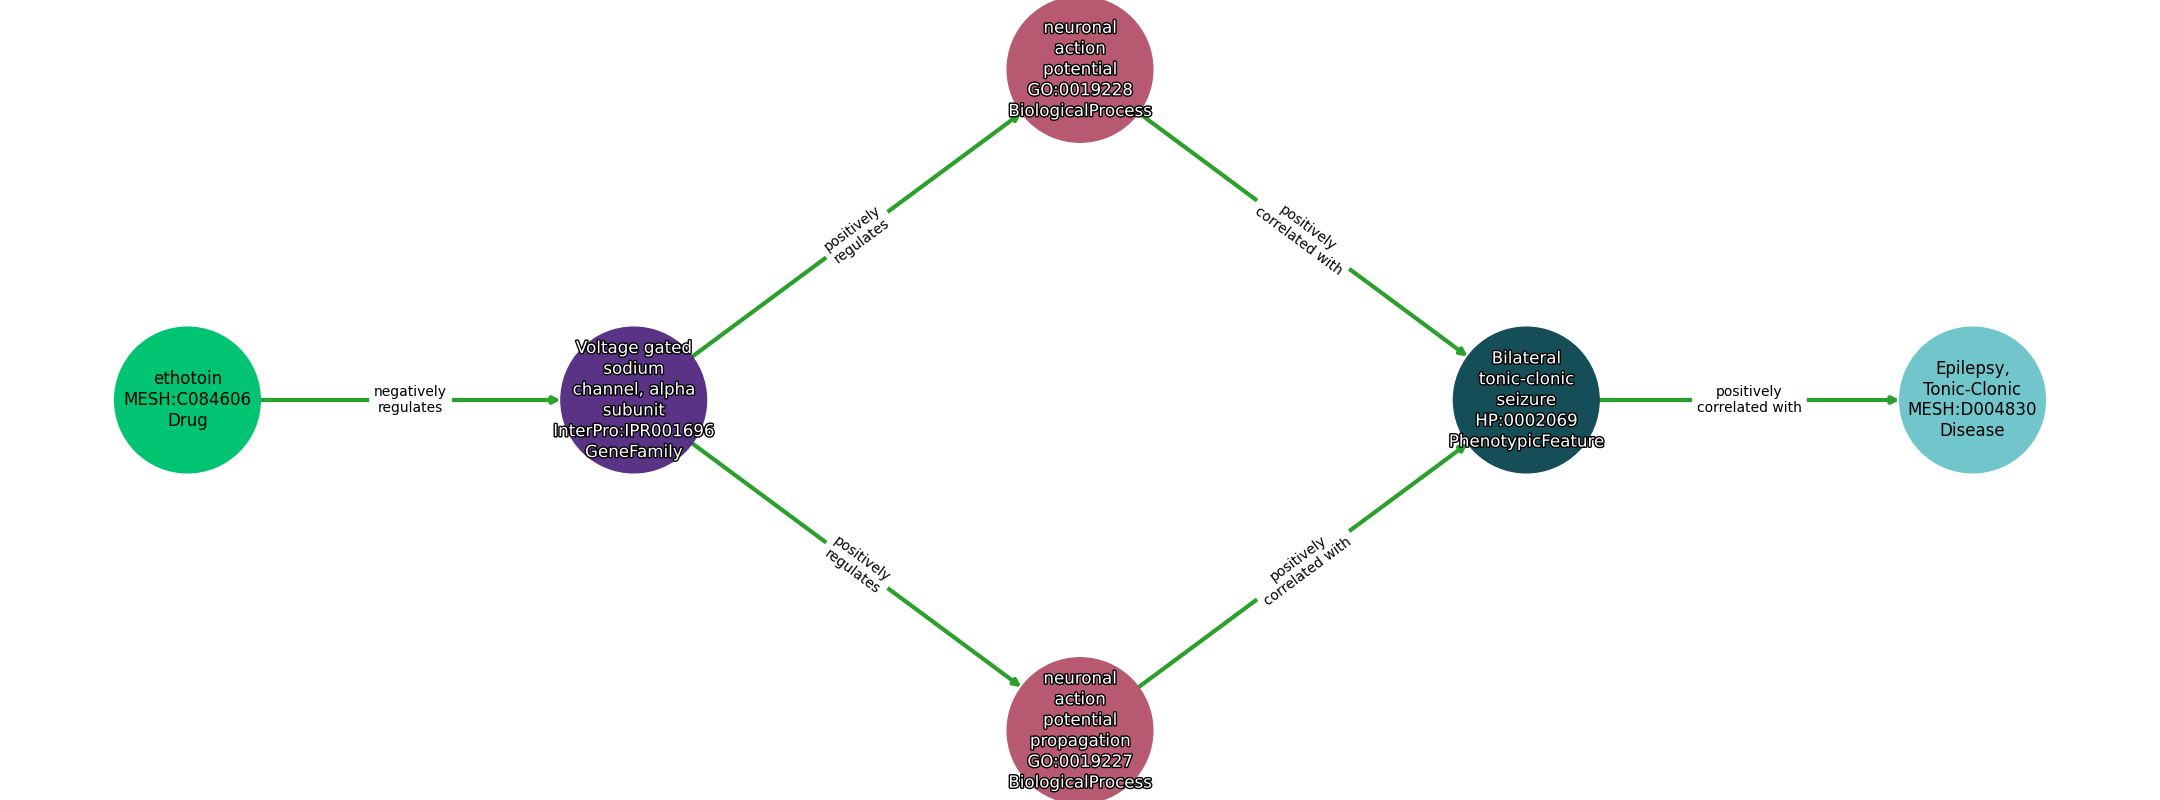 neuronal
action
potential
GO:0019228
BiologicalProcess
positively
regulates
positively
correlated with
ethotoin
MESH:C084606
Drug
negatively
regulates
Voltage gated
sodium
channel, alpha
subunit
InterPro:IPR001696
GeneFamily
Bilateral
tonic-clonic
seizure
HP:0002069
PhenotypicFeature
positively
correlated with
Epilepsy,
Tonic-Clonic
MESH:D004830
Disease
positively
regulates
positively
correlated with
neuronal
action
potential
propagation
GO:0019227
BiologicalProcess